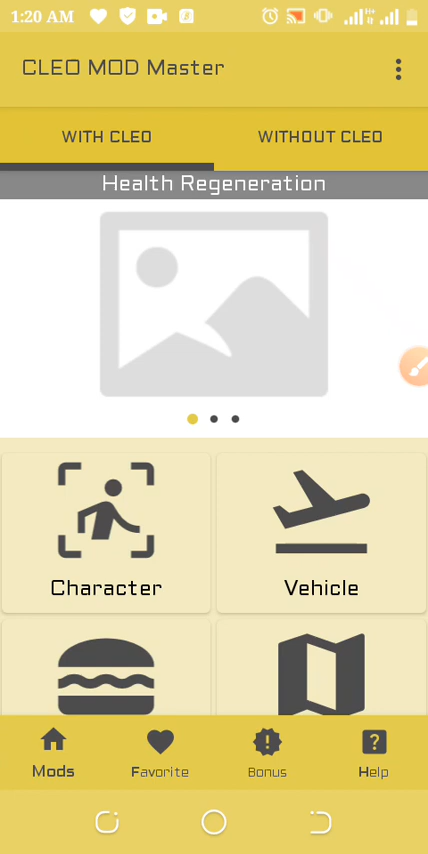 1:20 AM
CLEO MOD Master
WITH CLEO
WITHOUT CLEO
Health Regeneration
Character
Vehicle
Mods
Favorite
Bonus
Help